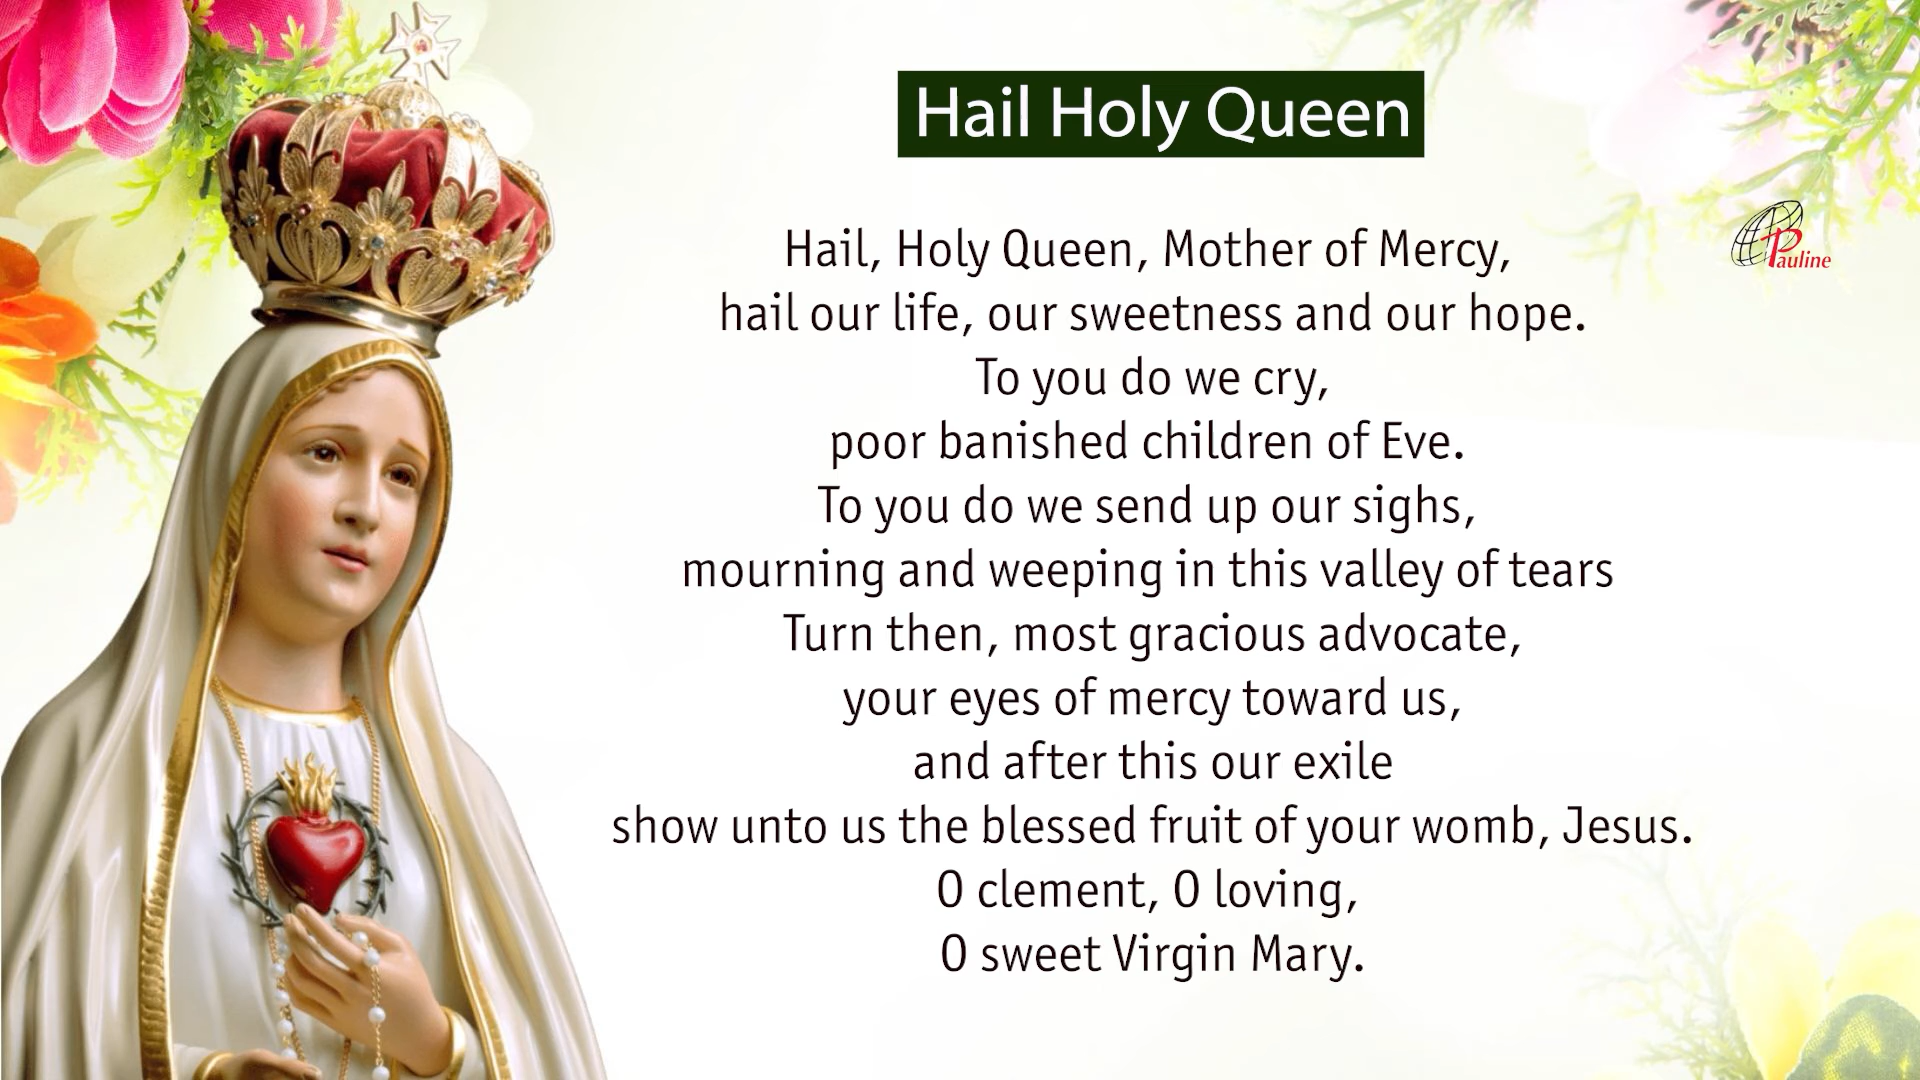 Hail Holy Queen
Hail, Holy Queen, Mother of Mercy,
hail our life, our sweetness and our hope.
To you do we cry,
poor banished children of Eve.
To you do we send up our sighs,
mourning and weeping in this valley of tears
Turn then, most gracious advocate,
your eyes of mercy toward us,
and after this our exile
show unto us the blessed fruit of your womb, Jesus.
O clement, O loving,
O sweet Virgin Mary.
Pauline